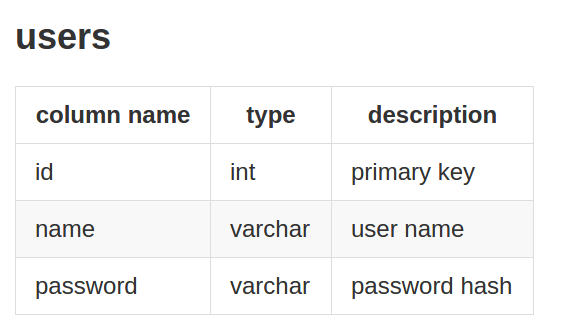 users
column name type description
id int primary key
name varchar user name
password varchar password hash